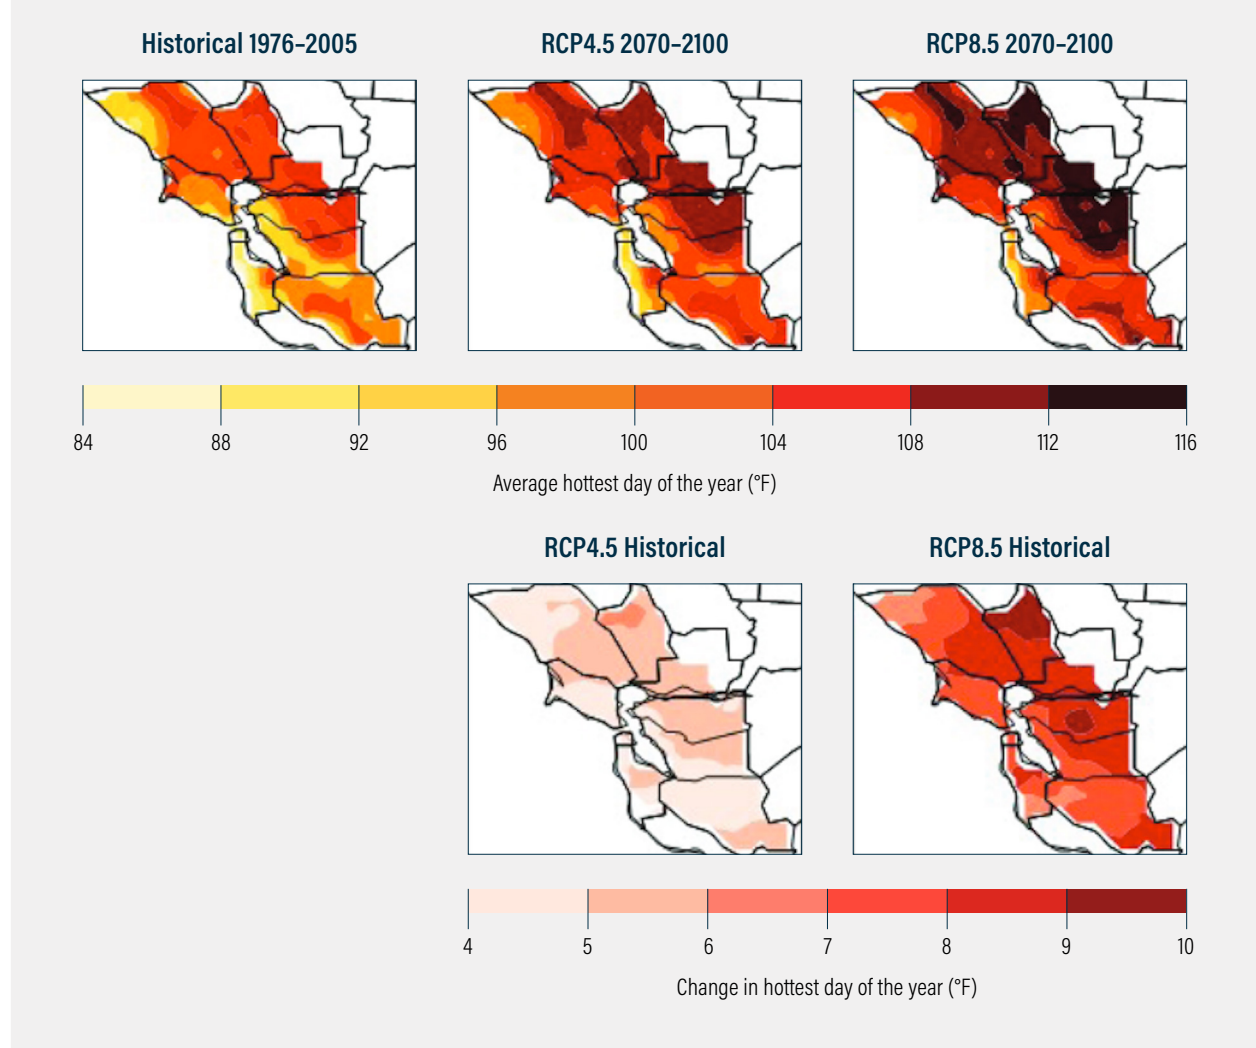 Historical 1976–2005
RCP4.5 2070–2100
RCP8.5 2070–2100
84 88 92 96 100 104 108 112 116
Average hottest day of the year (°F)
RCP4.5 Historical
RCP8.5 Historical
4 5 6 7 8 9 10
Change in hottest day of the year (°F)